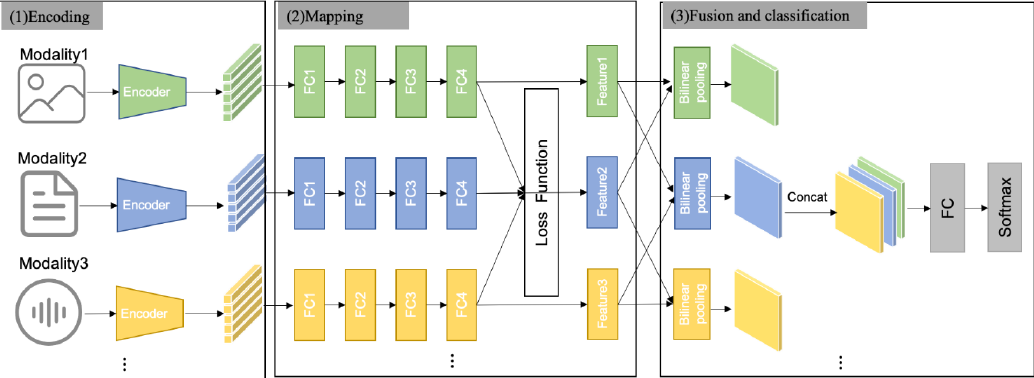 (1)Encoding
(2)Mapping
(3)Fusion and classification
Modality1
Encoder
FC1
FC2
FC3
FC4
Feature1
Bilinear
pooling
Modality2
Encoder
FC1
FC2
FC3
FC4
Loss Function
Feature2
Bilinear
pooling
Concat
FC
Softmax
Modality3
Encoder
FC1
FC2
FC3
FC4
Feature3
Bilinear
pooling